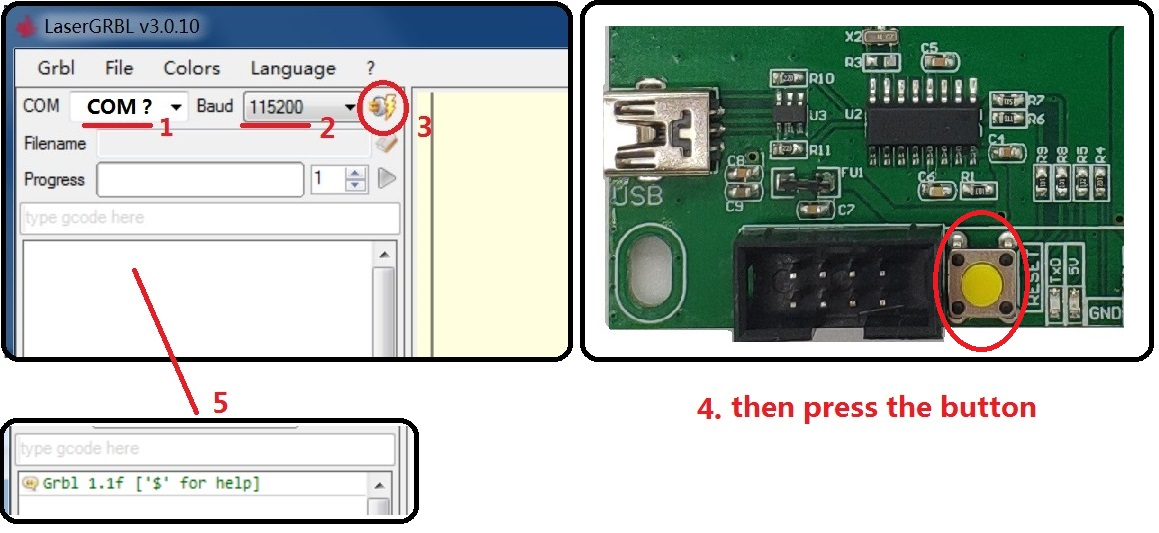 LaserGRBL v3.0.10
Grbl File Colors Language ?
COM COM ? Baud 115200
1 2 3
Filename
Progress 1
type gcode here
5
type gcode here
Grbl 1.1f ['$' for help]
X2
R3 C5
R10
U3 U2 R7
R6
R11 C4
C8 FU1 C6 R1 R9 R8 R5 R4
USB C9 C7
RESET TxD 5V
GND
4. then press the button